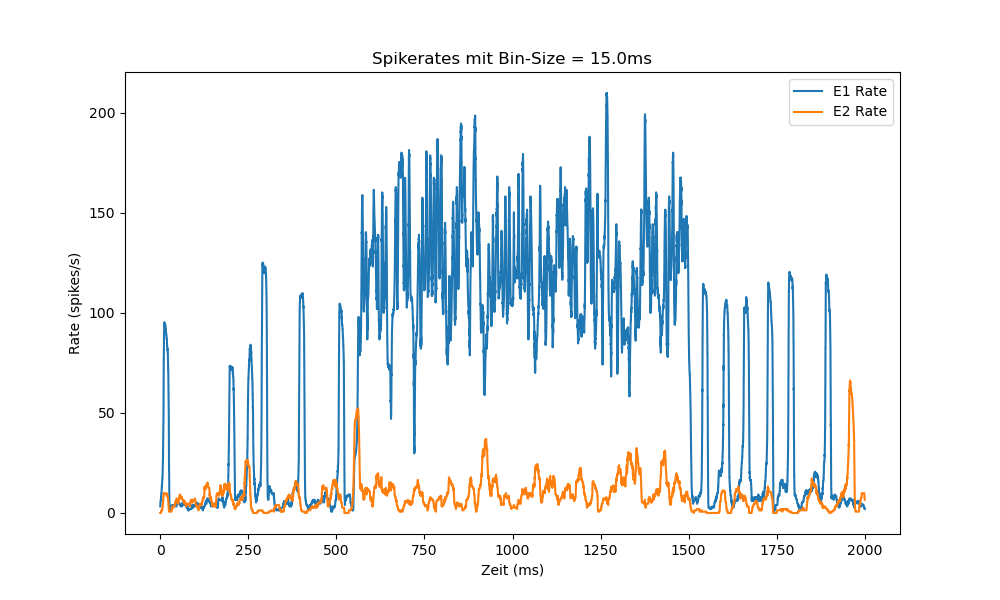 Spikerates mit Bin-Size = 15.0ms
E1 Rate
E2 Rate
200
150
100
50
0
Rate (spikes/s)
0 250 500 750 1000 1250 1500 1750 2000
Zeit (ms)